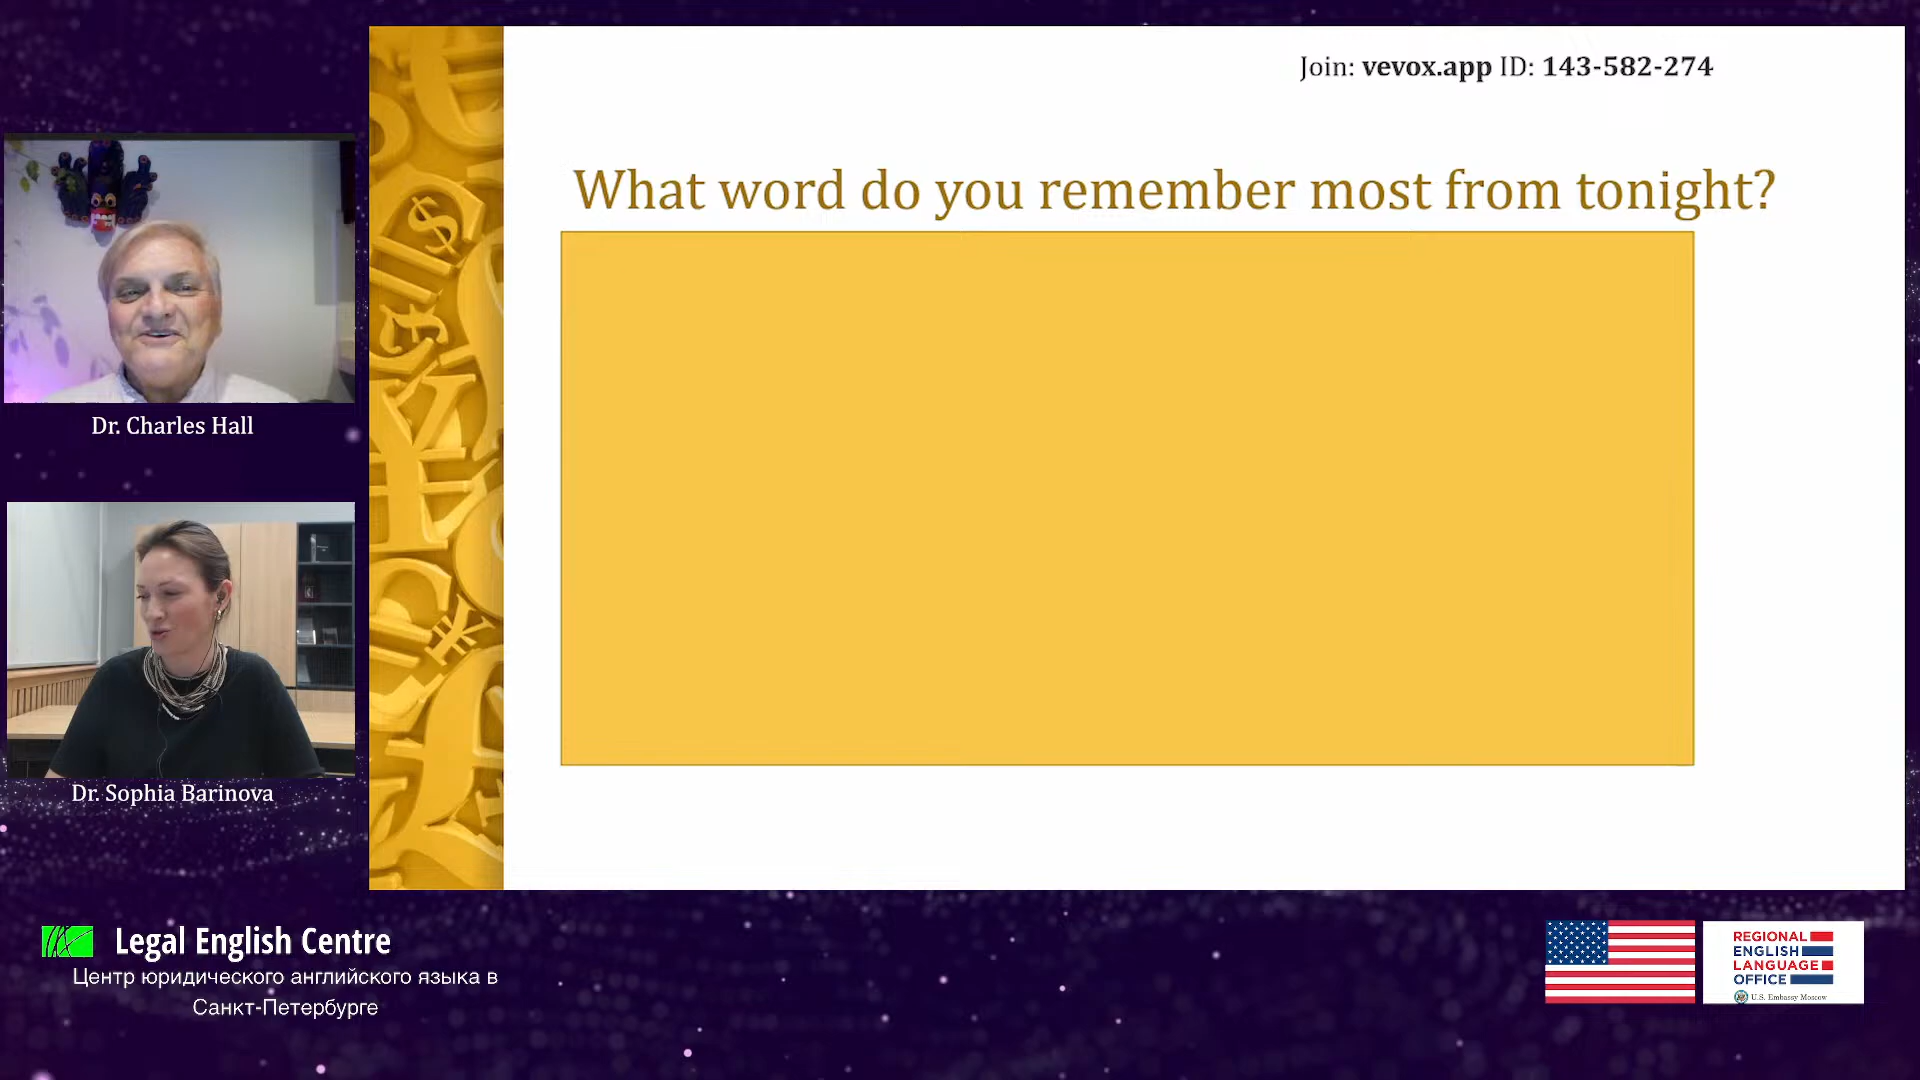 Join: vevox.app ID: 143-582-274
What word do you remember most from tonight?
Dr. Charles Hall
Dr. Sophia Barinova
Legal English Centre
Центр юридического английского языка в
Санкт-Петербурге
REGIONAL
ENGLISH
LANGUAGE
OFFICE
U.S. Embassy Moscow